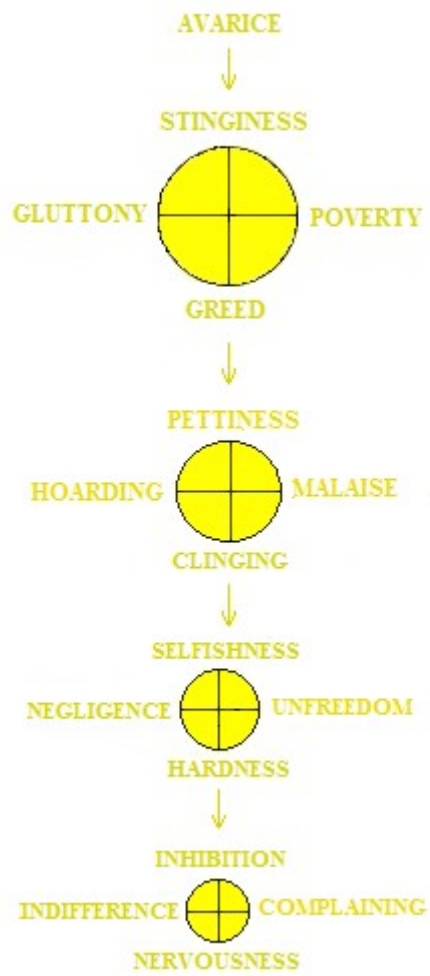 AVARICE
STINGINESS
GLUTTONY POVERTY
GREED
PETTINESS
HOARDING MALAISE
CLINGING
SELFISHNESS
NEGLIGENCE UNFREEDOM
HARDNESS
INHIBITION
INDIFFERENCE COMPLAINING
NERVOUSNESS